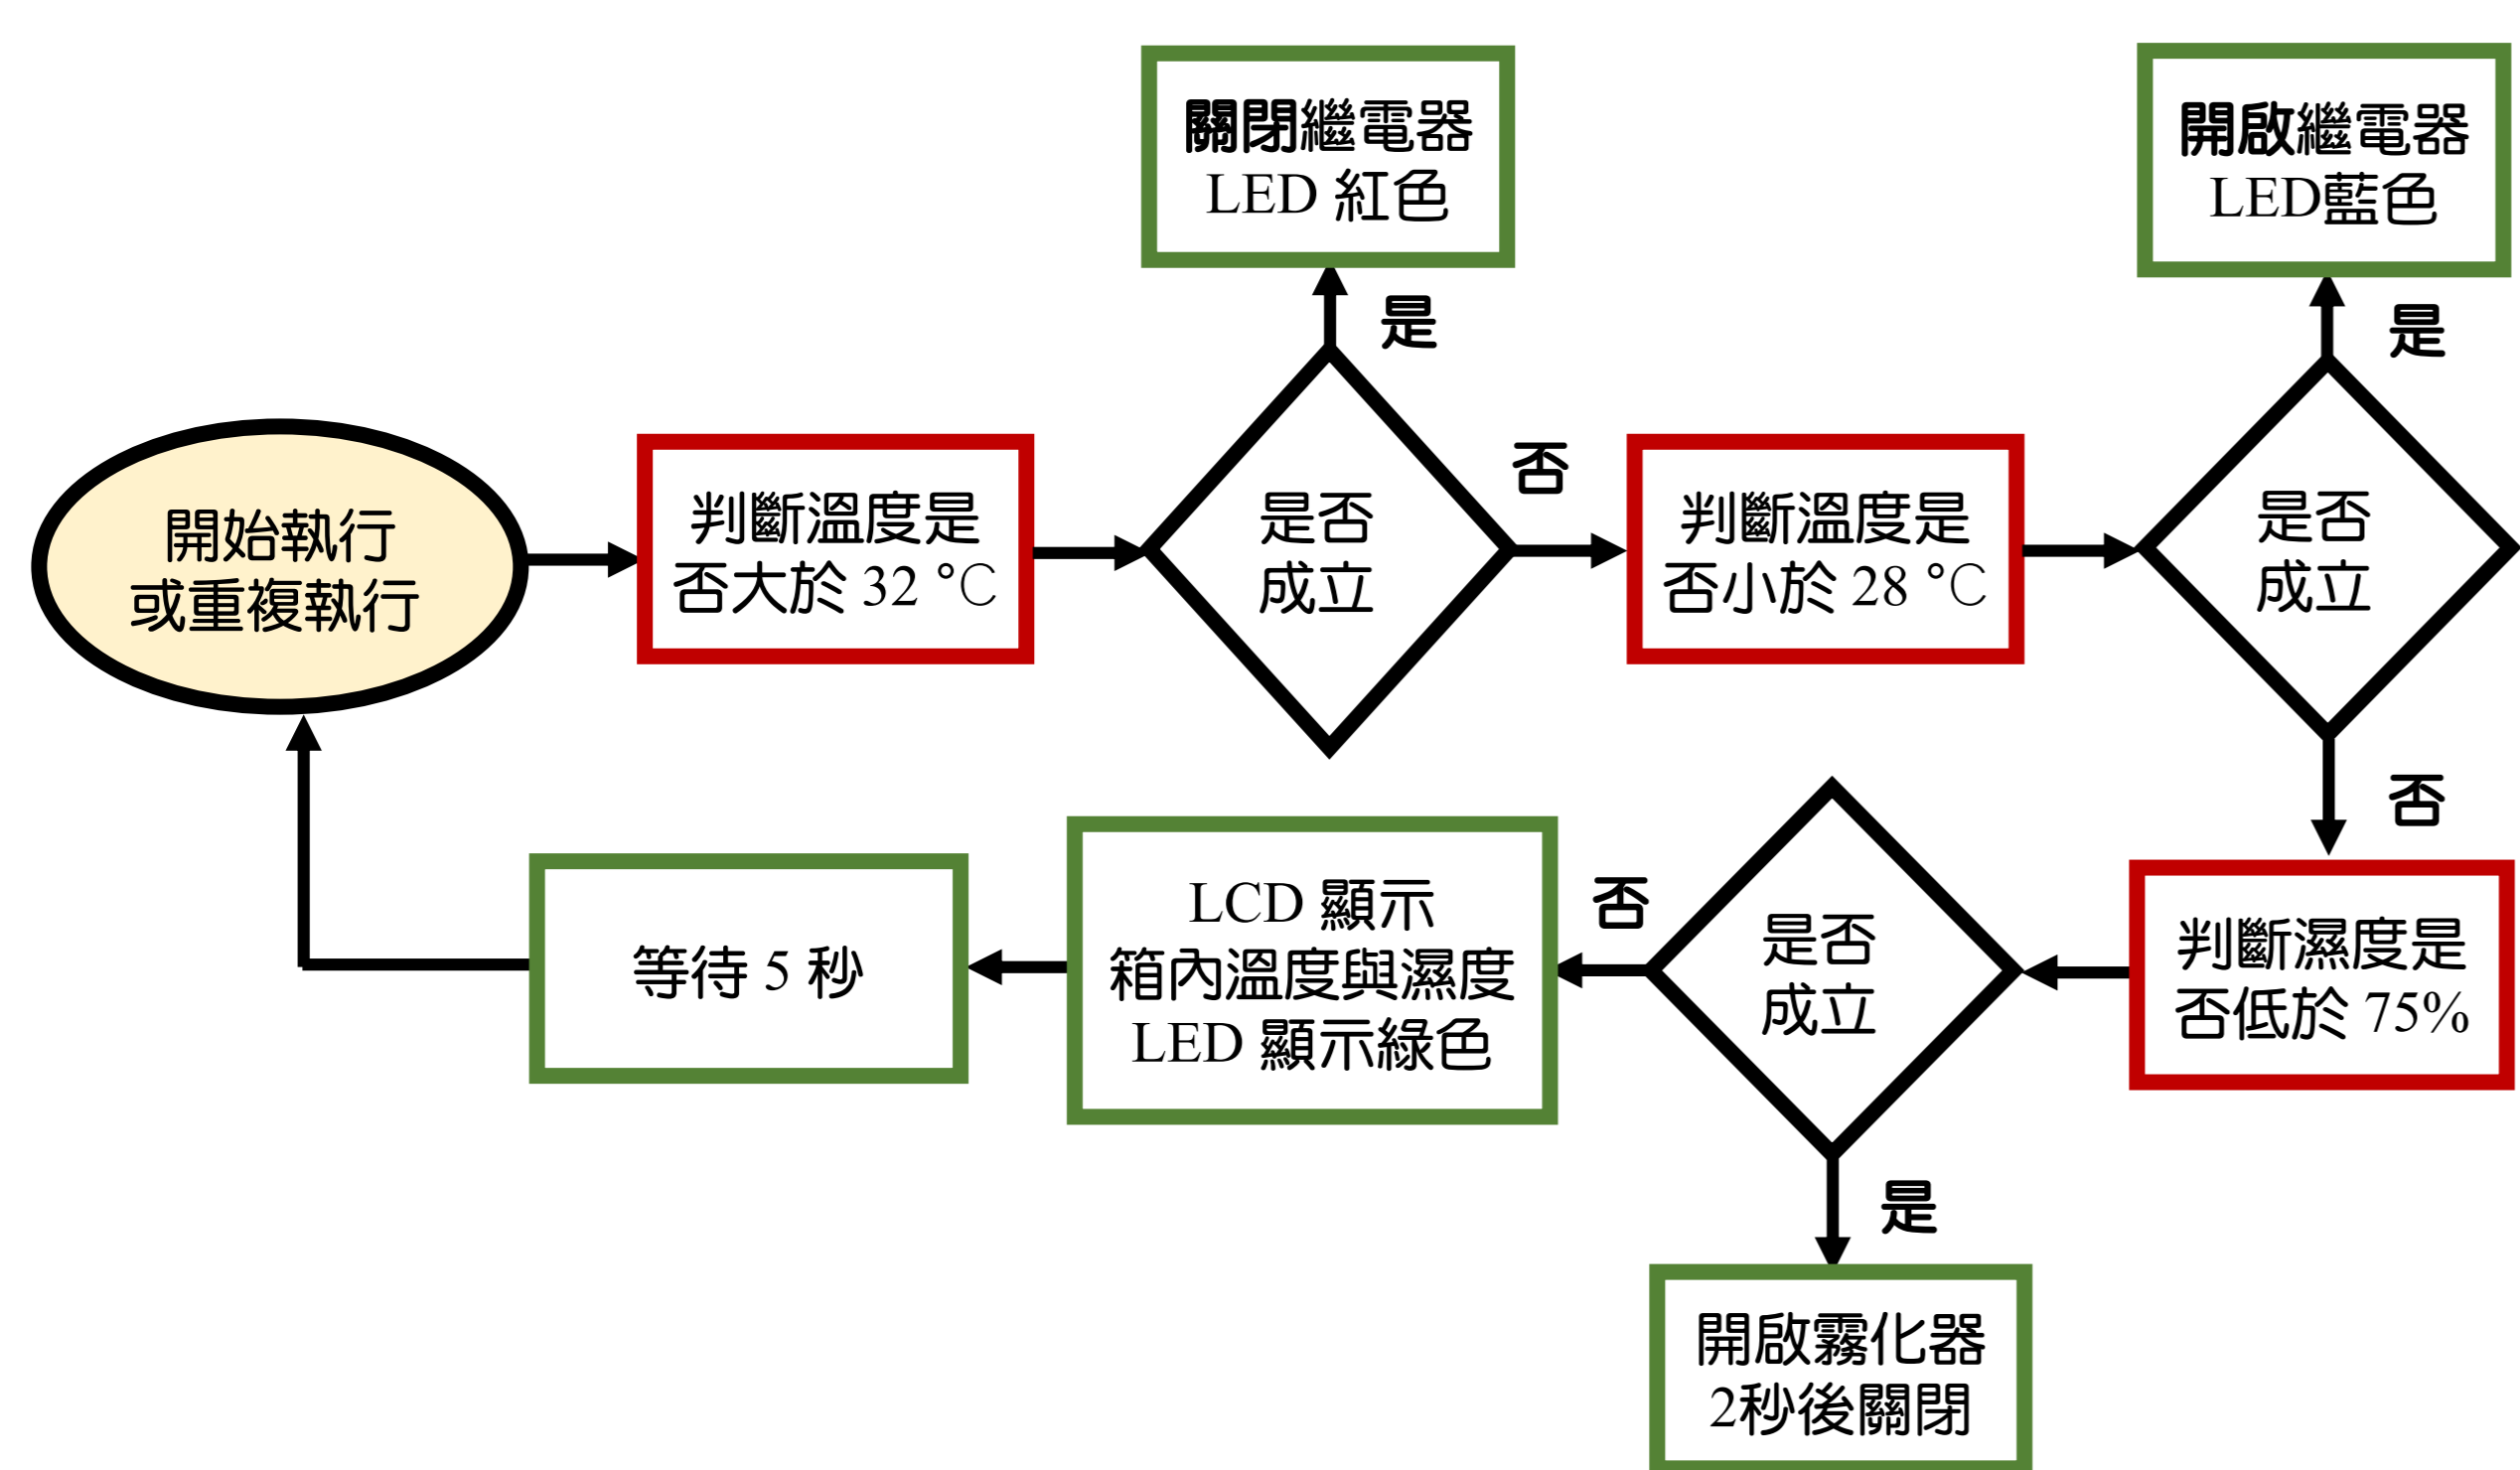 關閉繼電器
LED 紅色
開啟繼電器
LED藍色
是
是
開始執行
或重複執行
判斷溫度是
否大於 32 °C
是否
成立
否
判斷溫度是
否小於 28 °C
是否
成立
否
判斷濕度是
否低於 75%
是否
成立
否
LCD 顯示
箱內溫度與濕度
LED 顯示綠色
等待 5 秒
是
開啟霧化器
2秒後關閉